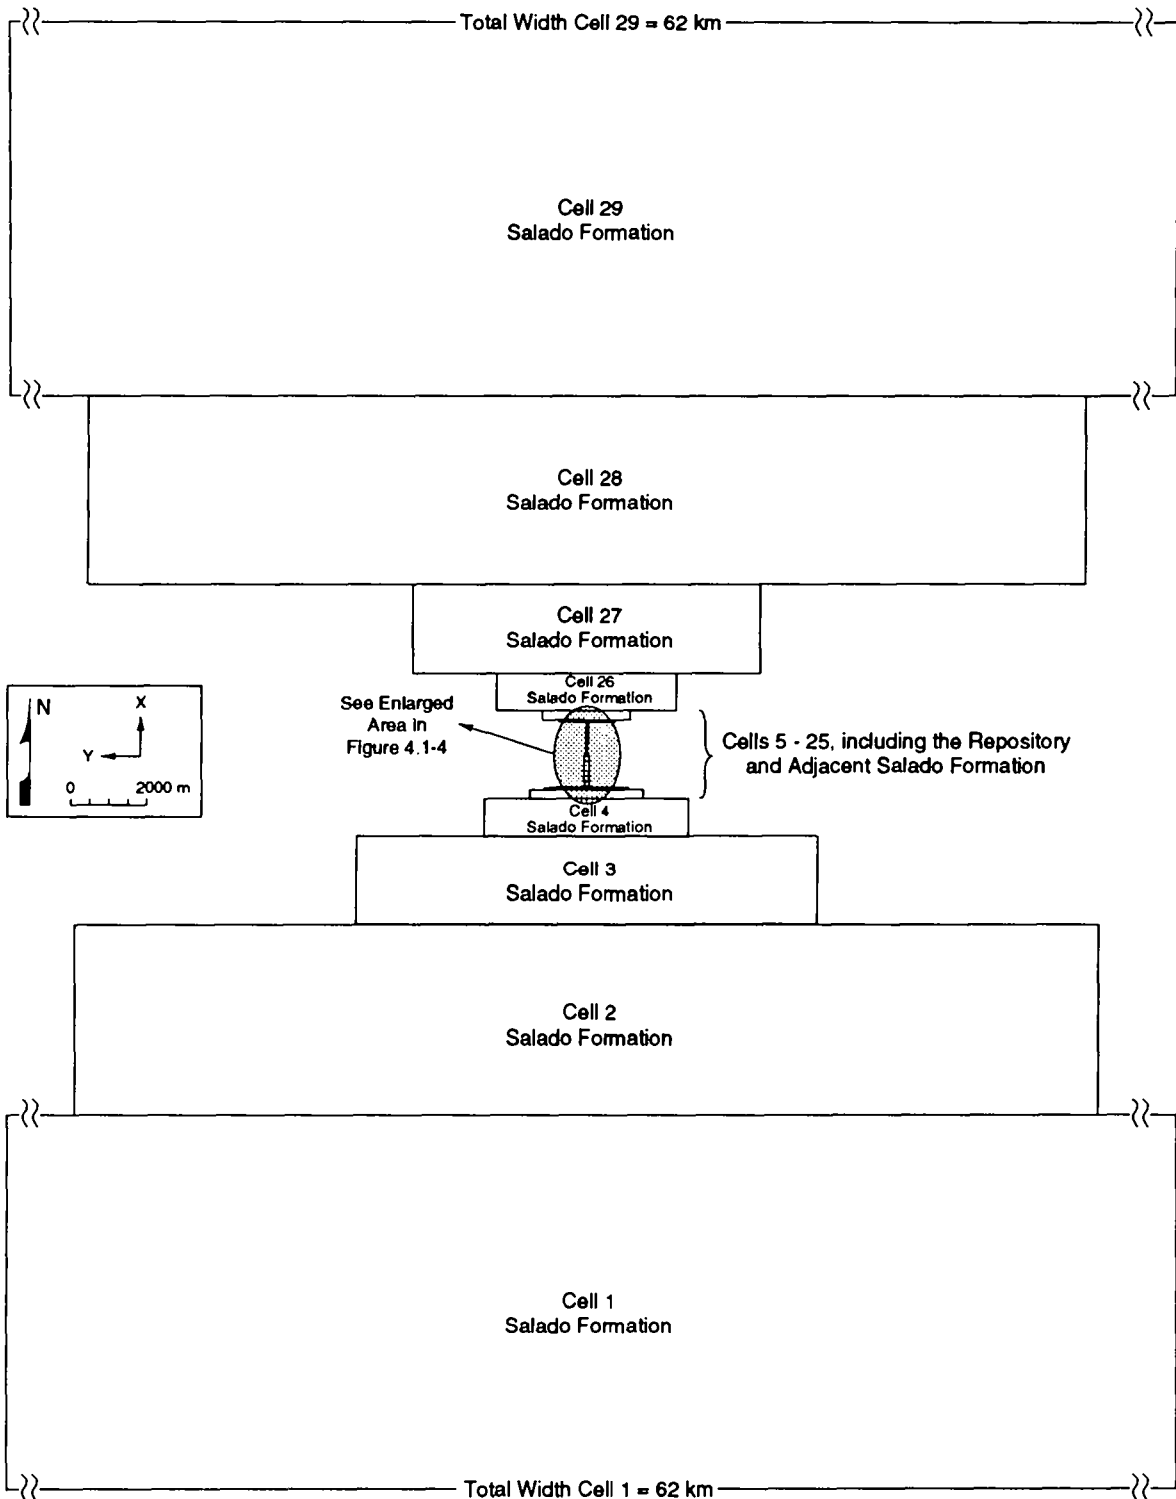 Total Width Cell 29 = 62 km
Cell 29
Salado Formation
Cell 28
Salado Formation
Cell 27
Salado Formation
Cell 26
Salado Formation
N
X
Y
0 2000 m
See Enlarged
Area in
Figure 4.1-4
Cells 5 - 25, including the Repository
and Adjacent Salado Formation
Cell 4
Salado Formation
Cell 3
Salado Formation
Cell 2
Salado Formation
Cell 1
Salado Formation
Total Width Cell 1 = 62 km